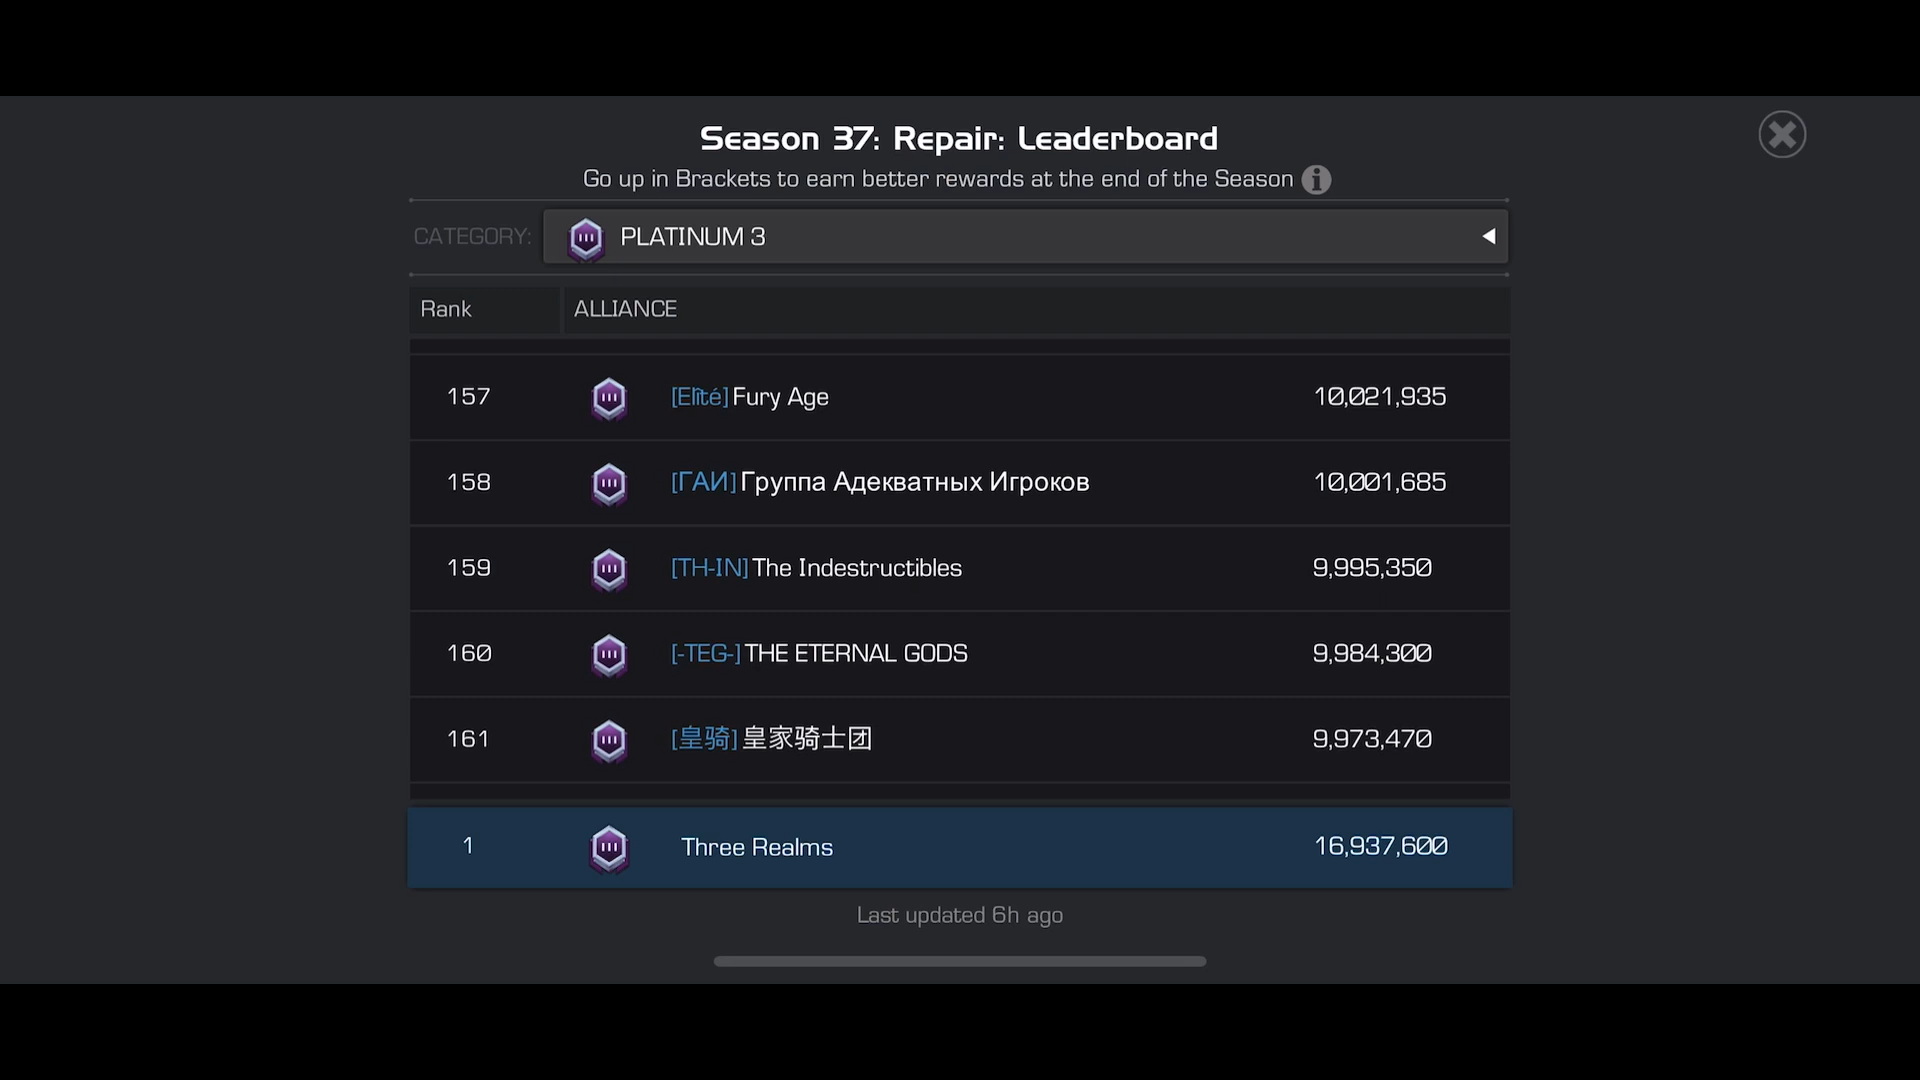 Season 37: Repair: Leaderboard
Go up in Brackets to earn better rewards at the end of the Season
CATEGORY: PLATINUM 3
Rank ALLIANCE
157 [Elîté] Fury Age 10,021,935
158 [ГАИ] Группа Адекватных Игроков 10,001,685
159 [TH-IN] The Indestructibles 9,995,350
160 [-TEG-] THE ETERNAL GODS 9,984,300
161 [皇骑] 皇家骑士团 9,973,470
1 Three Realms 16,937,600
Last updated 6h ago